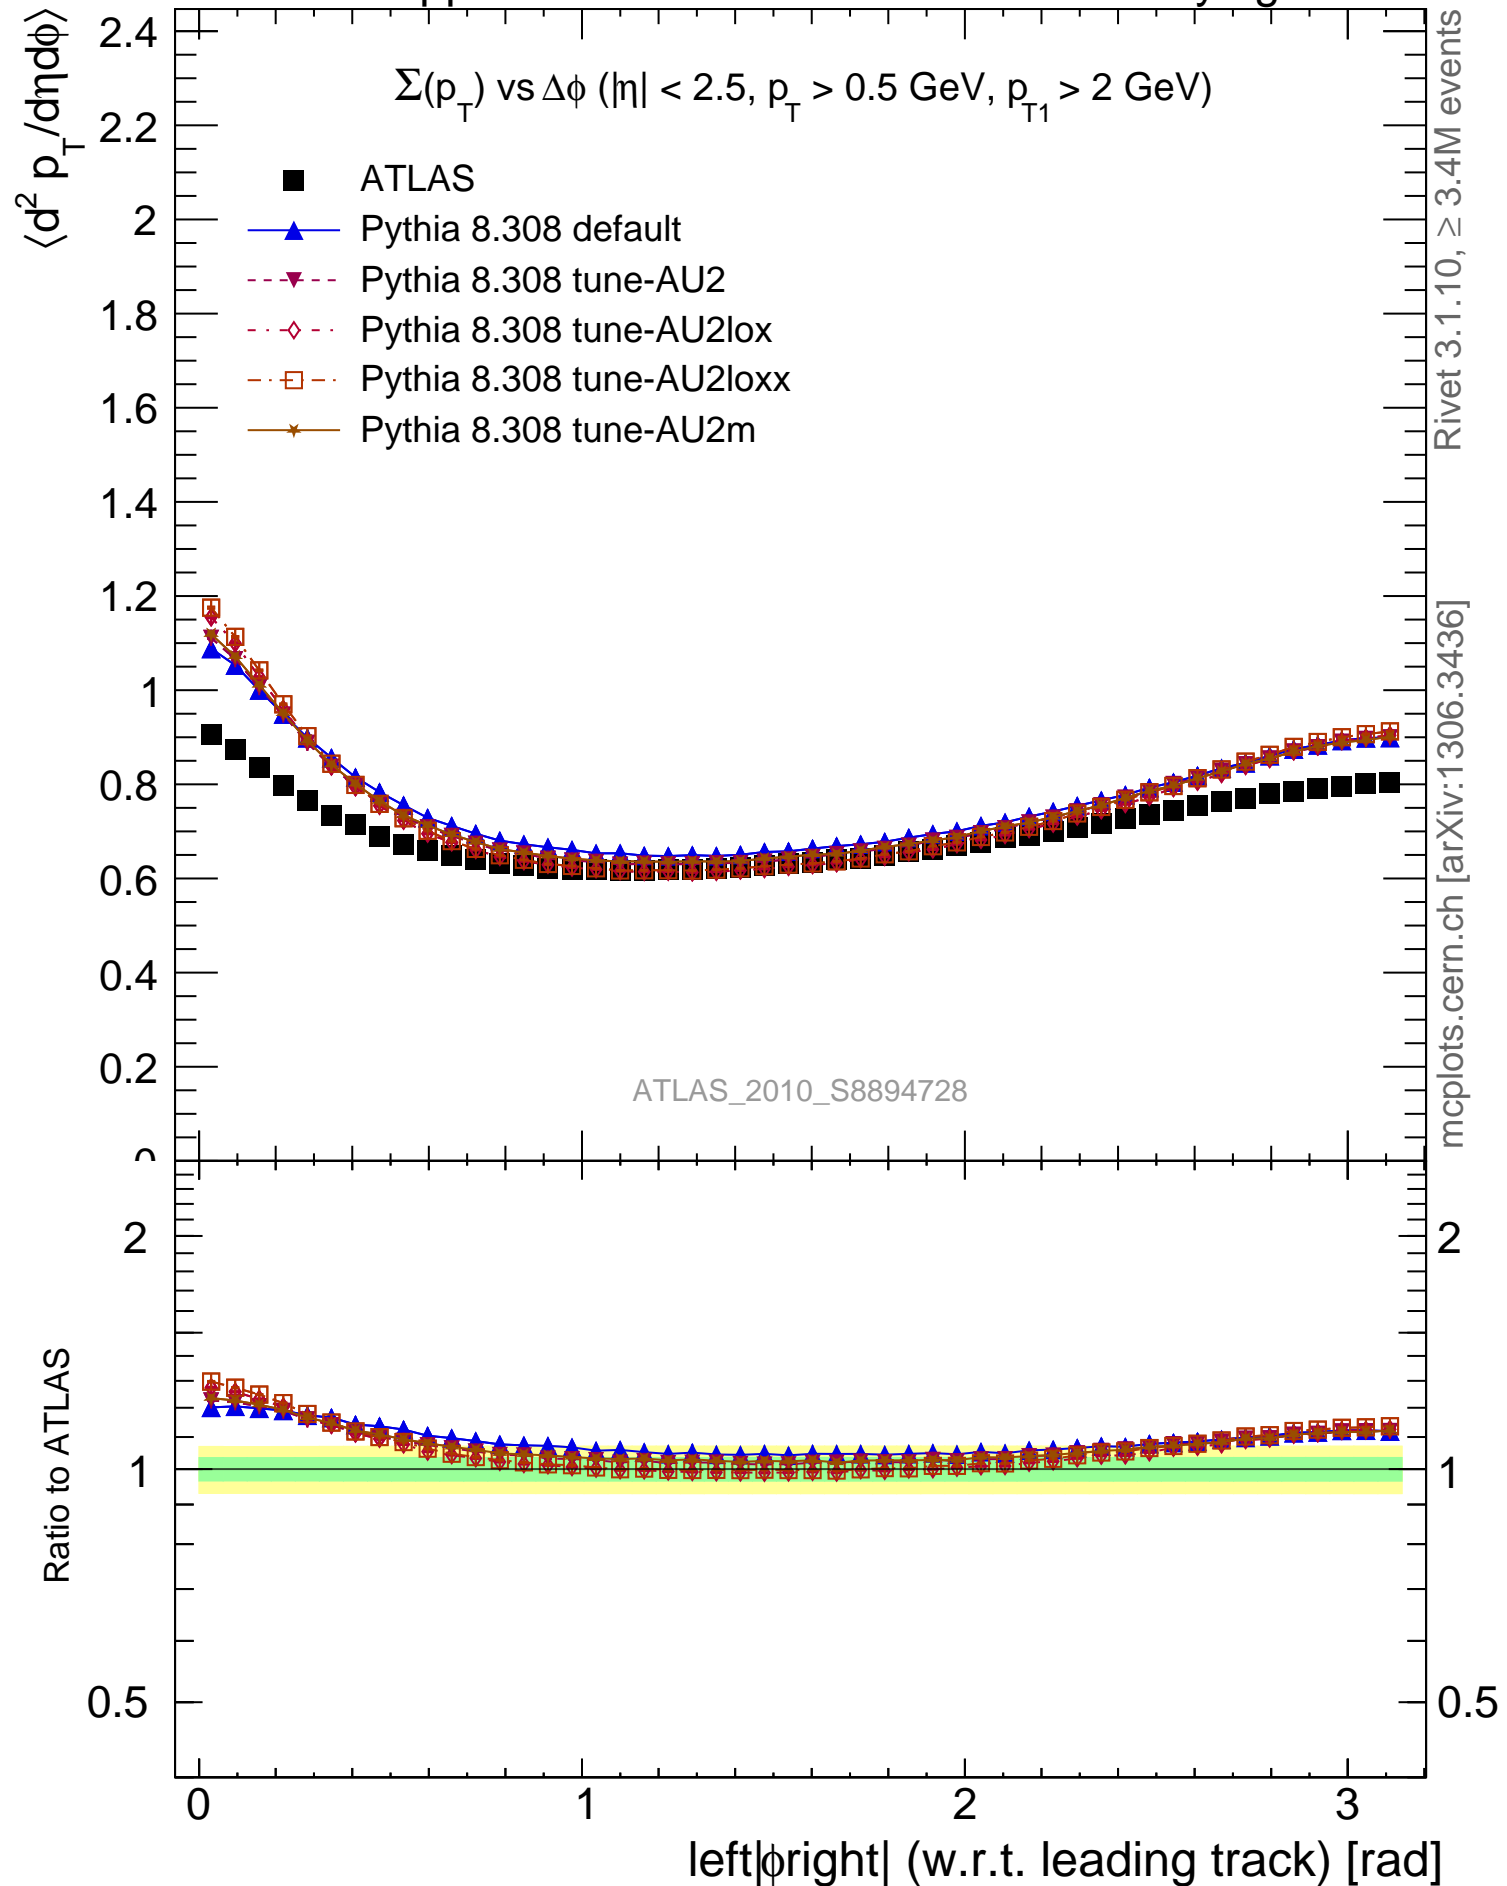 ⟨d² p_T/dηdϕ⟩
Σ(p_T) vs Δϕ (|η| < 2.5, p_T > 0.5 GeV, p_T1 > 2 GeV)
ATLAS
Pythia 8.308 default
Pythia 8.308 tune-AU2
Pythia 8.308 tune-AU2lox
Pythia 8.308 tune-AU2loxx
Pythia 8.308 tune-AU2m
2.4
2.2
2
1.8
1.6
1.4
1.2
1
0.8
0.6
0.4
0.2
0
ATLAS_2010_S8894728
Rivet 3.1.10, ≥ 3.4M events
mcplots.cern.ch [arXiv:1306.3436]
Ratio to ATLAS
2
1
0.5
2
1
0.5
0 1 2 3
left|ϕright| (w.r.t. leading track) [rad]